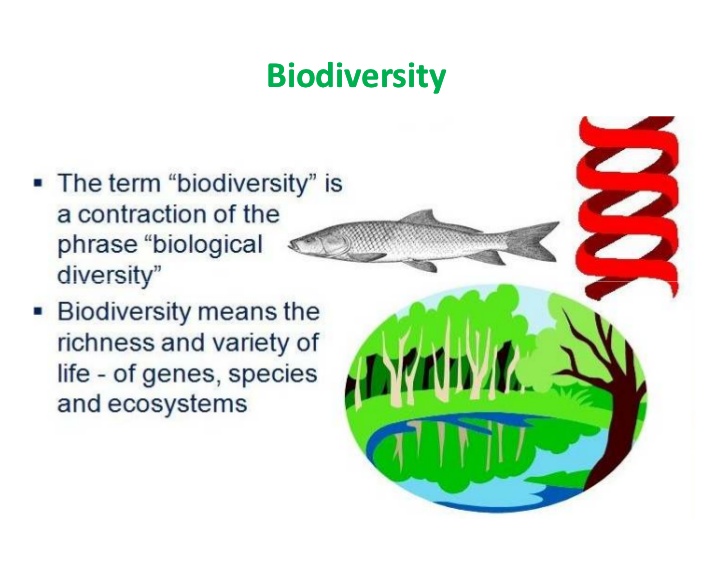 Biodiversity
▪ The term “biodiversity” is
a contraction of the
phrase “biological
diversity”
▪ Biodiversity means the
richness and variety of
life - of genes, species
and ecosystems